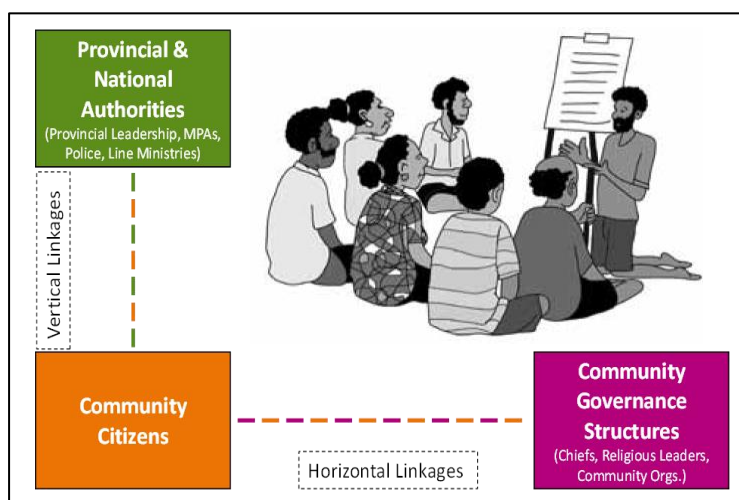 Provincial &
National
Authorities
(Provincial Leadership, MPAs,
Police, Line Ministries)
Vertical Linkages
Community
Citizens
Horizontal Linkages
Community
Governance
Structures
(Chiefs, Religious Leaders,
Community Orgs.)